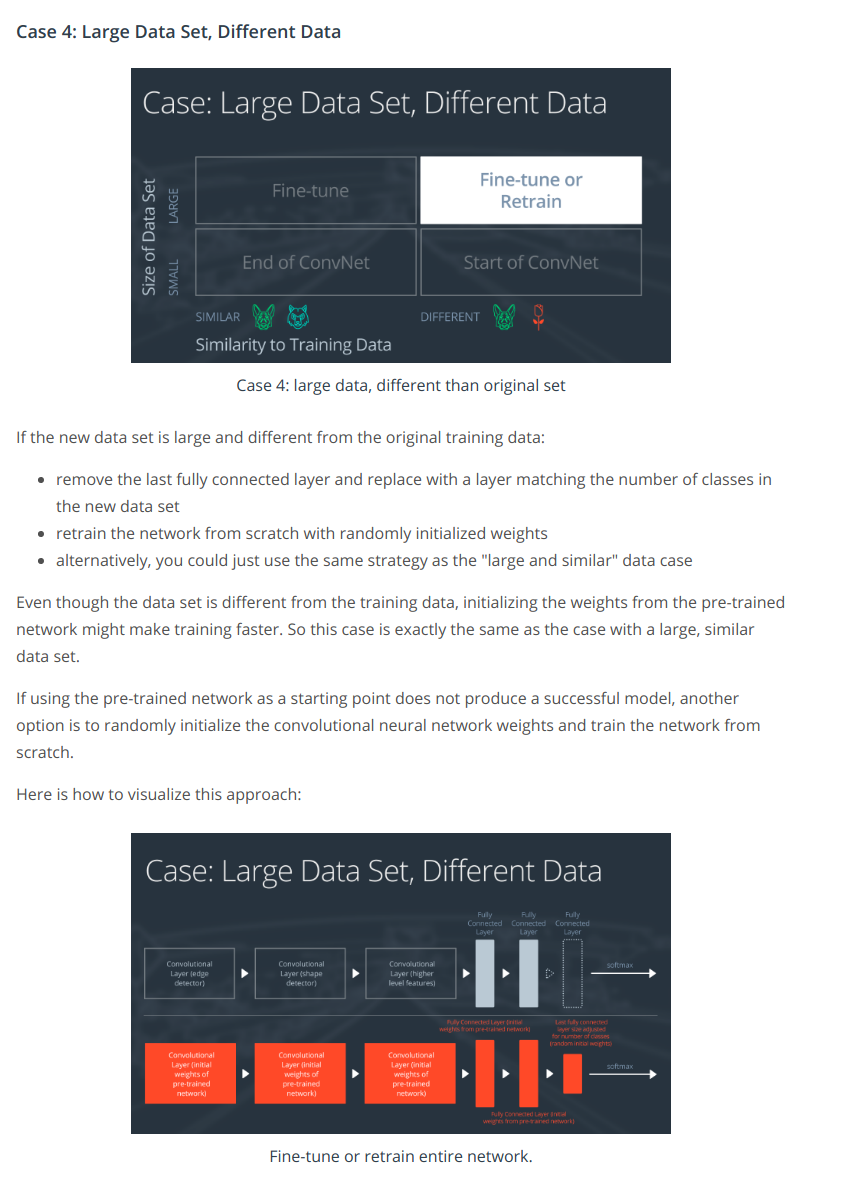 Case 4: Large Data Set, Different Data
Case: Large Data Set, Different Data
Size of Data Set
LARGE
SMALL
Fine-tune
Fine-tune or
Retrain
End of ConvNet
Start of ConvNet
SIMILAR
DIFFERENT
Similarity to Training Data
Case 4: large data, different than original set
If the new data set is large and different from the original training data:
• remove the last fully connected layer and replace with a layer matching the number of classes in
the new data set
• retrain the network from scratch with randomly initialized weights
• alternatively, you could just use the same strategy as the "large and similar" data case
Even though the data set is different from the training data, initializing the weights from the pre-trained
network might make training faster. So this case is exactly the same as the case with a large, similar
data set.
If using the pre-trained network as a starting point does not produce a successful model, another
option is to randomly initialize the convolutional neural network weights and train the network from
scratch.
Here is how to visualize this approach:
Case: Large Data Set, Different Data
Fully
Connected
Layer
Fully
Connected
Layer
Fully
Connected
Layer
Convolutional
Layer (edge
detector)
Convolutional
Layer (shape
detector)
Convolutional
Layer (higher
level features)
softmax
Fully Connected Layer (initial
weights from pre-trained network)
Last fully connected
layer size adjusted
for number of classes
(random initial weights)
Convolutional
Layer (initial
weights of
pre-trained
network)
Convolutional
Layer (initial
weights of
pre-trained
network)
Convolutional
Layer (initial
weights of
pre-trained
network)
softmax
Fully Connected Layer (initial
weights from pre-trained network)
Fine-tune or retrain entire network.